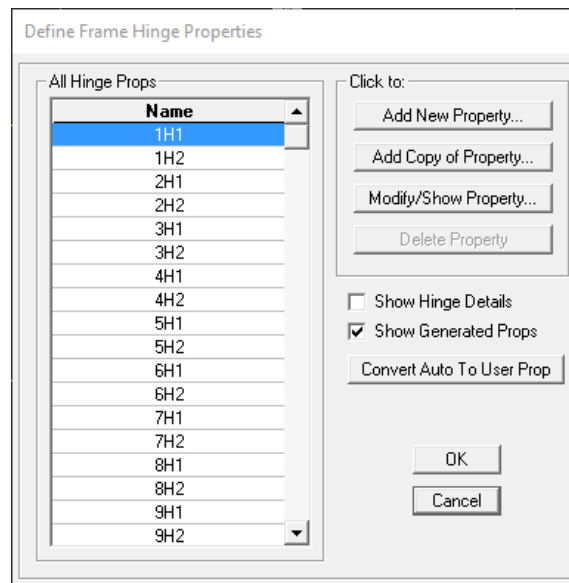 Define Frame Hinge Properties
All Hinge Props
Name
1H1
1H2
2H1
2H2
3H1
3H2
4H1
4H2
5H1
5H2
6H1
6H2
7H1
7H2
8H1
8H2
9H1
9H2
Click to:
Add New Property...
Add Copy of Property...
Modify/Show Property...
Delete Property
Show Hinge Details
Show Generated Props
Convert Auto To User Prop
OK
Cancel